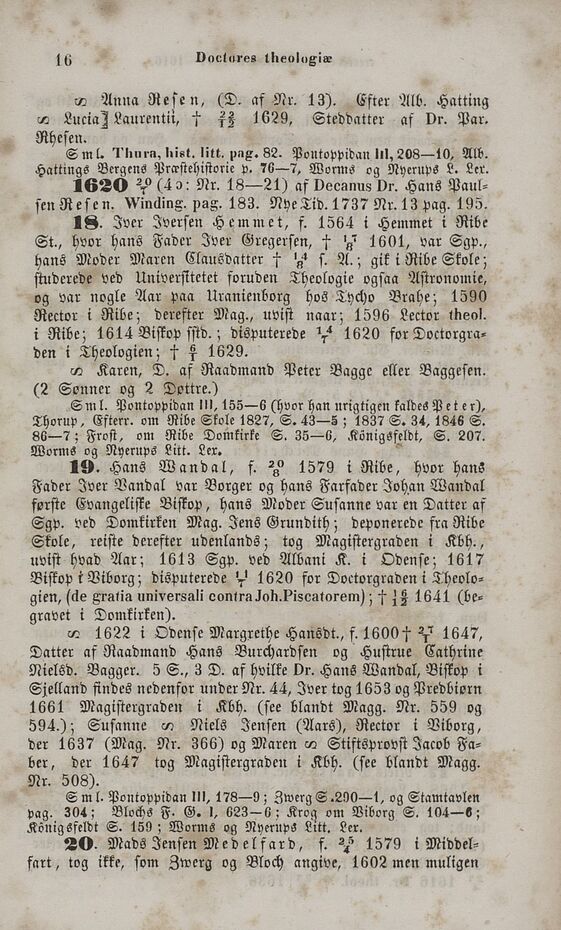 16 Doctores theologiæ
∞ Anna Resen, (D. af Nr. 13). Efter Alb. Hatting
∞ Lucia Laurentii, † 22/12 1629, Steddatter af Dr. Par.
Rhesen.
Sml. Thura, hist. litt. pag. 82. Pontoppidan III, 208—10, Alb.
Hattings Bergens Præstehistorie p. 76—7, Worms og Nyerups L. Ler.
1620 20/7 (4 ɔ: Nr. 18—21) af Decanus Dr. Hans Paul-
sen Resen. Winding. pag. 183. Nye Tid. 1737 Nr. 13 pag. 195.
18. Iver Iversen Hemmet, f. 1564 i Hemmet i Ribe
St., hvor hans Fader Iver Gregersen, † 17/8 1601, var Sgp.,
hans Moder Maren Clausdatter † 14/8 s. A.; gik i Ribe Skole;
studerede ved Universitetet foruden Theologie ogsaa Astronomie,
og var nogle Aar paa Uranienborg hos Tycho Brahe; 1590
Rector i Ribe; derefter Mag., uvist naar; 1596 Lector theol.
i Ribe; 1614 Biskop sstd.; disputerede 14/7 1620 for Doctorgra-
den i Theologien; † 6/1 1629.
∞ Karen, D. af Raadmand Peter Bagge eller Baggesen.
(2 Sønner og 2 Døttre.)
Sml. Pontoppidan III, 155—6 (hvor han urigtigen kaldes Peter),
Thorup, Efterr. om Ribe Skole 1827, S. 43—5; 1837 S. 34, 1846 S.
86—7; Frost, om Ribe Domkirke S. 35—6, Königsfeldt, S. 207.
Worms og Nyerups Litt. Lex.
19. Hans Wandal, f. 20/8 1579 i Ribe, hvor hans
Fader Iver Vandal var Borger og hans Farfader Johan Wandal
første Evangeliske Biskop, hans Moder Susanne var en Datter af
Sgp. ved Domkirken Mag. Jens Grundith; deponerede fra Ribe
Skole, reiste derefter udenlands; tog Magistergraden i Kbh.,
uvist hvad Aar; 1613 Sgp. ved Albani K. i Odense; 1617
Biskop i Viborg; disputerede 11/7 1620 for Doctorgraden i Theolo-
gien, (de gratia universali contra Joh. Piscatorem); † 16/12 1641 (be-
gravet i Domkirken).
∞ 1622 i Odense Margrethe Hansdt., f. 1600 † 27/1 1647,
Datter af Raadmand Hans Burchardsen og Hustrue Cathrine
Nielsd. Bagger. 5 S., 3 D. af hvilke Dr. Hans Wandal, Biskop i
Sjelland findes nedenfor under Nr. 44, Iver tog 1653 og Predbiørn
1661 Magistergraden i Kbh. (see blandt Magg. Nr. 559 og
594.); Susanne ∞ Niels Jensen (Aars), Rector i Viborg,
der 1637 (Mag. Nr. 366) og Maren ∞ Stiftsprovst Jacob Fa-
ber, der 1647 tog Magistergraden i Kbh. (see blandt Magg.
Nr. 508).
Sml. Pontoppidan III, 178—9; Zwerg S. 290—1, og Stamtavlen
pag. 304; Blochs F. G. I, 623—6; Krog om Viborg S. 104—6;
Königsfeldt S. 159; Worms og Nyerups Litt. Lex.
20. Mads Jensen Medelfard, f. 25/4 1579 i Middel-
fart, tog ikke, som Zwerg og Bloch angive, 1602 men muligen